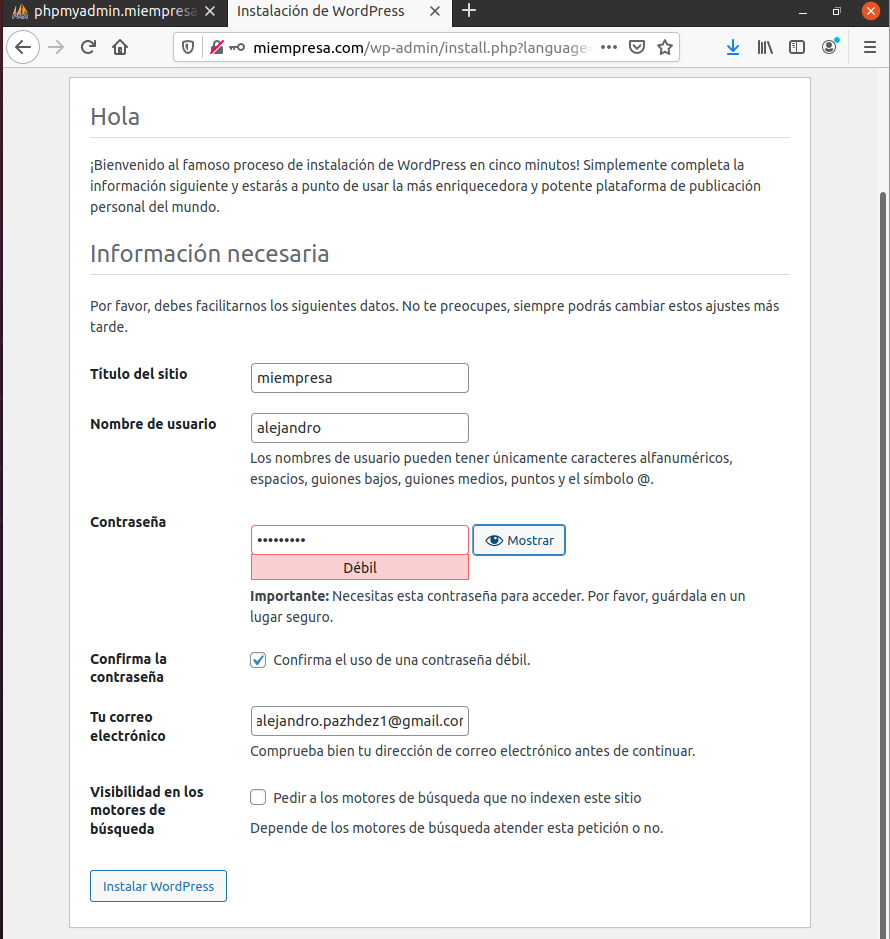 phpmyadmin.miempresa
Instalación de WordPress
miempresa.com/wp-admin/install.php?language=
Hola
¡Bienvenido al famoso proceso de instalación de WordPress en cinco minutos! Simplemente completa la
información siguiente y estarás a punto de usar la más enriquecedora y potente plataforma de publicación
personal del mundo.
Información necesaria
Por favor, debes facilitarnos los siguientes datos. No te preocupes, siempre podrás cambiar estos ajustes más
tarde.
Título del sitio
miempresa
Nombre de usuario
alejandro
Los nombres de usuario pueden tener únicamente caracteres alfanuméricos,
espacios, guiones bajos, guiones medios, puntos y el símbolo @.
Contraseña
•••••••••
Mostrar
Débil
Importante: Necesitas esta contraseña para acceder. Por favor, guárdala en un
lugar seguro.
Confirma la
contraseña
Confirma el uso de una contraseña débil.
Tu correo
electrónico
alejandro.pazhdez1@gmail.com
Comprueba bien tu dirección de correo electrónico antes de continuar.
Visibilidad en los
motores de
búsqueda
Pedir a los motores de búsqueda que no indexen este sitio
Depende de los motores de búsqueda atender esta petición o no.
Instalar WordPress